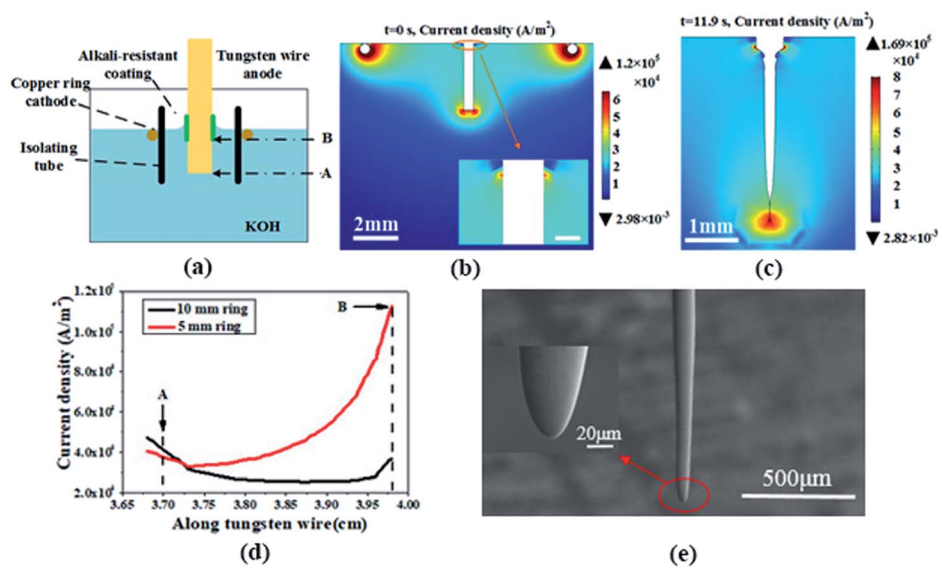 Alkali-resistant
coating
Tungsten wire
anode
Copper ring
cathode
Isolating
tube
B
A
KOH
(a)
t=0 s, Current density (A/m²)
1.2×10⁵
×10⁴
6
5
4
3
2
1
2.98×10⁻³
2mm
(b)
t=11.9 s, Current density (A/m²)
1.69×10⁵
×10⁴
8
7
6
5
4
3
2
1
2.82×10⁻³
1mm
(c)
Current density (A/m²)
1.0x10⁵
8.0x10⁴
6.0x10⁴
4.0x10⁴
2.0x10⁴
10 mm ring
5 mm ring
B
A
3.65
3.70
3.75
3.80
3.85
3.90
3.95
4.00
Along tungsten wire(cm)
(d)
20μm
500μm
(e)